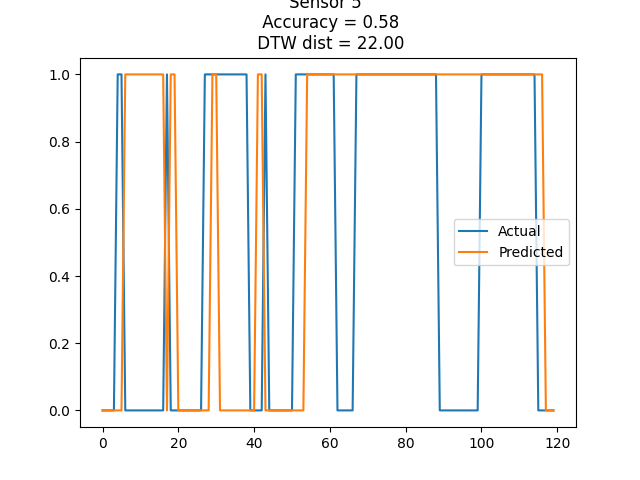 Sensor 5
Accuracy = 0.58
DTW dist = 22.00
1.0
0.8
0.6
0.4
0.2
0.0
Actual
Predicted
0 20 40 60 80 100 120